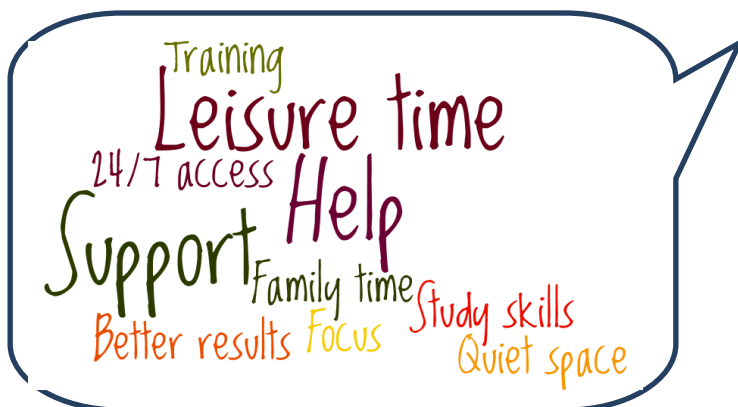 Training
Leisure time
24/7 access
Help
Support
Family time
Study skills
Better results
Focus
Quiet space